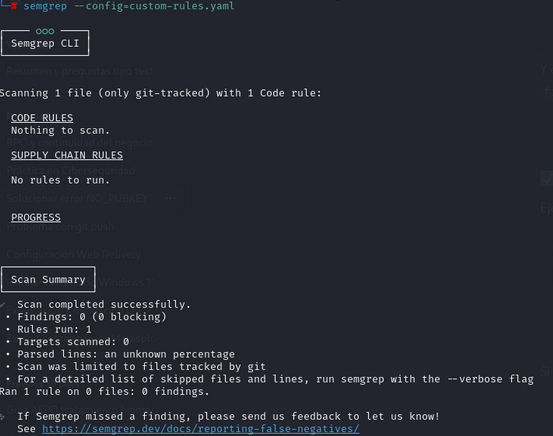 # semgrep --config=custom-rules.yaml
ooo
Semgrep CLI
Scanning 1 file (only git-tracked) with 1 Code rule:
CODE RULES
Nothing to scan.
SUPPLY CHAIN RULES
No rules to run.
PROGRESS
Scan Summary
✓ Scan completed successfully.
• Findings: 0 (0 blocking)
• Rules run: 1
• Targets scanned: 0
• Parsed lines: an unknown percentage
• Scan was limited to files tracked by git
• For a detailed list of skipped files and lines, run semgrep with the --verbose flag
Ran 1 rule on 0 files: 0 findings.
If Semgrep missed a finding, please send us feedback to let us know!
See https://semgrep.dev/docs/reporting-false-negatives/